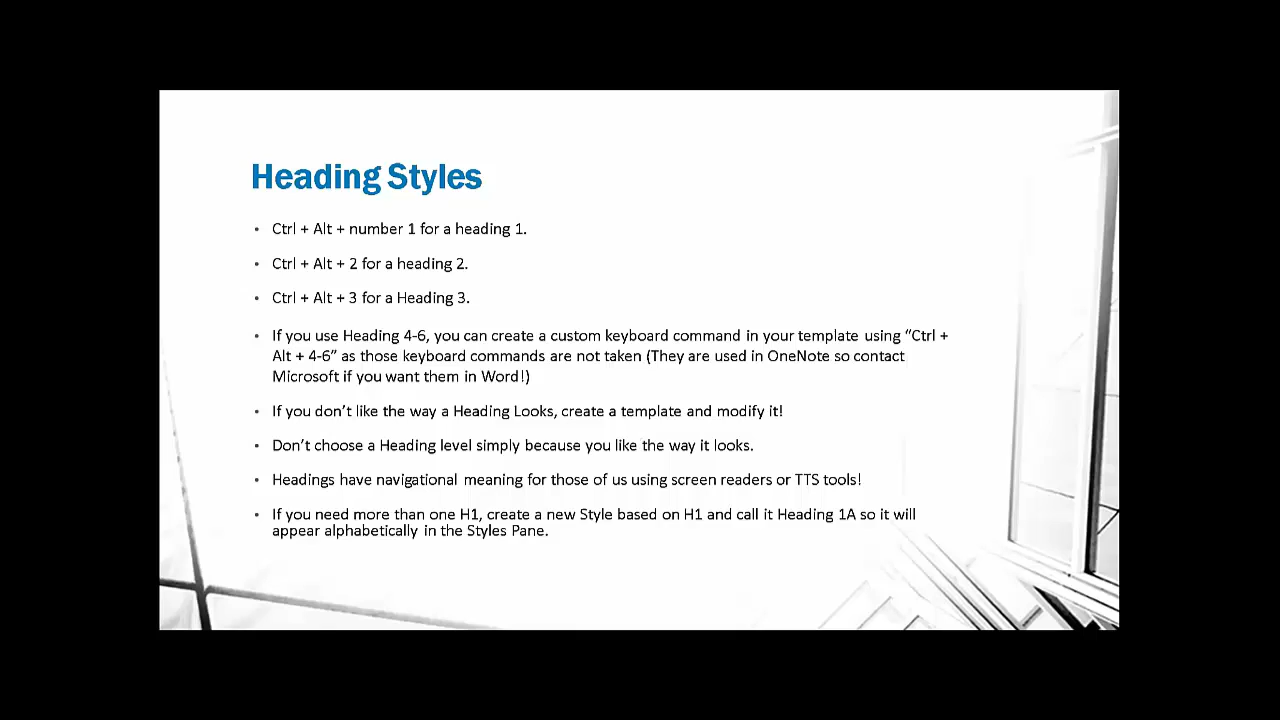 Heading Styles
• Ctrl + Alt + number 1 for a heading 1.
• Ctrl + Alt + 2 for a heading 2.
• Ctrl + Alt + 3 for a Heading 3.
• If you use Heading 4-6, you can create a custom keyboard command in your template using “Ctrl +
Alt + 4-6” as those keyboard commands are not taken (They are used in OneNote so contact
Microsoft if you want them in Word!)
• If you don’t like the way a Heading Looks, create a template and modify it!
• Don’t choose a Heading level simply because you like the way it looks.
• Headings have navigational meaning for those of us using screen readers or TTS tools!
• If you need more than one H1, create a new Style based on H1 and call it Heading 1A so it will
appear alphabetically in the Styles Pane.